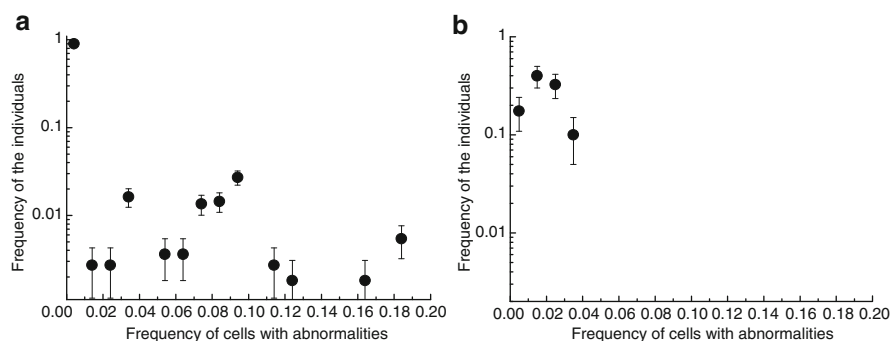 a
1
0.1
0.01
Frequency of the individuals
0.00 0.02 0.04 0.06 0.08 0.10 0.12 0.14 0.16 0.18 0.20
Frequency of cells with abnormalities
b
1
0.1
0.01
Frequency of the individuals
0.00 0.02 0.04 0.06 0.08 0.10 0.12 0.14 0.16 0.18 0.20
Frequency of cells with abnormalities